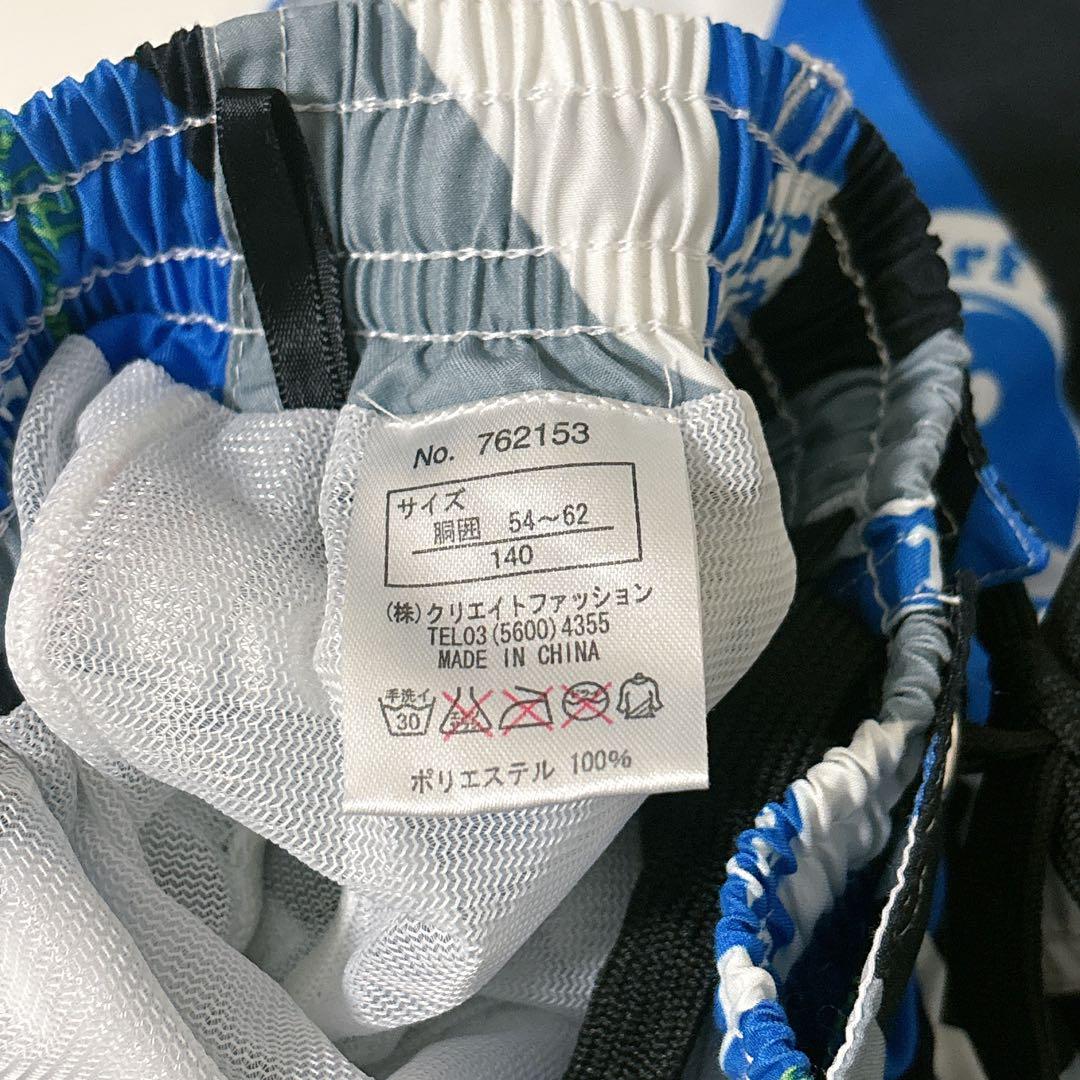 No. 762153
サイズ
胴囲 54～62
140
(株)クリエイトファッション
TEL03(5600)4355
MADE IN CHINA
手洗イ
30
ポリエステル 100%